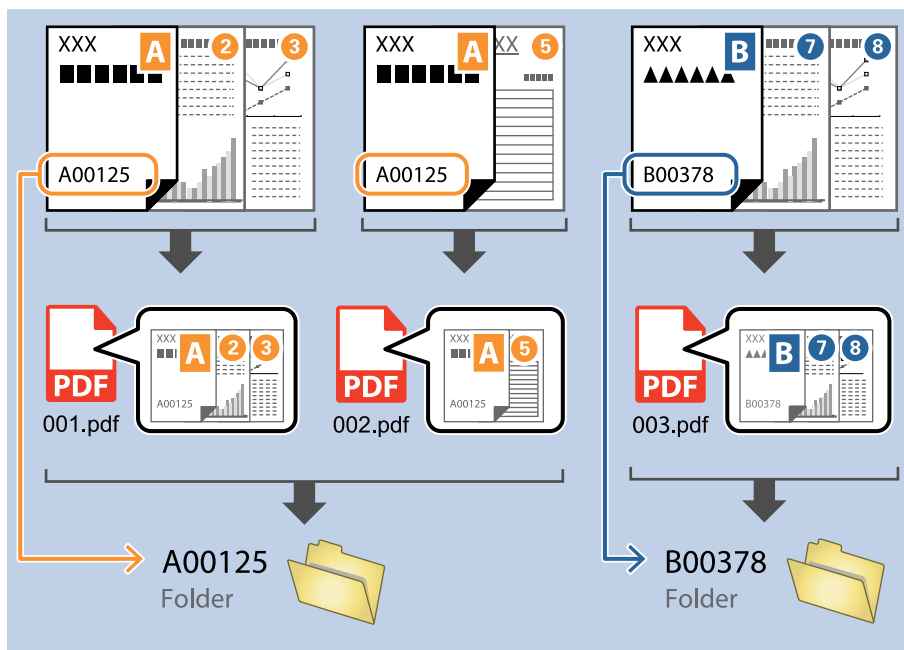 XXX A 2 3
A00125
XXX A XX 5
A00125
XXX B 7 8
B00378
PDF
XXX A 2 3
A00125
001.pdf
PDF
XXX A 5
A00125
002.pdf
PDF
XXX B 7 8
B00378
003.pdf
A00125
Folder
B00378
Folder